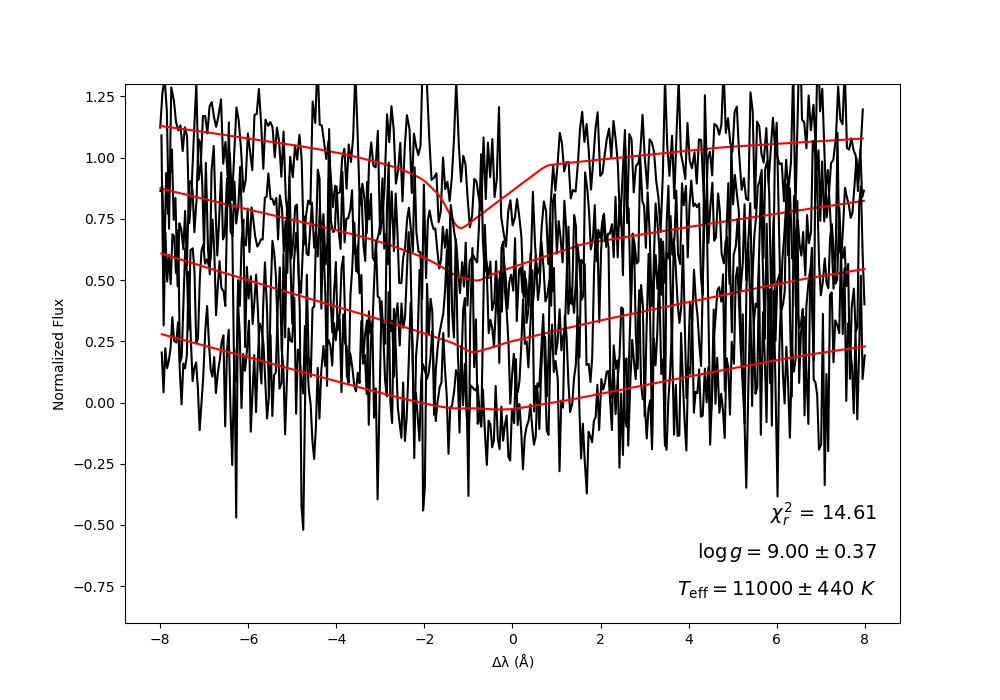 1.25
1.00
0.75
0.50
0.25
0.00
−0.25
−0.50
−0.75
Normalized Flux
χ²ᵣ = 14.61
log g = 9.00 ± 0.37
T_eff = 11000 ± 440 K
−8 −6 −4 −2 0 2 4 6 8
Δλ (Å)